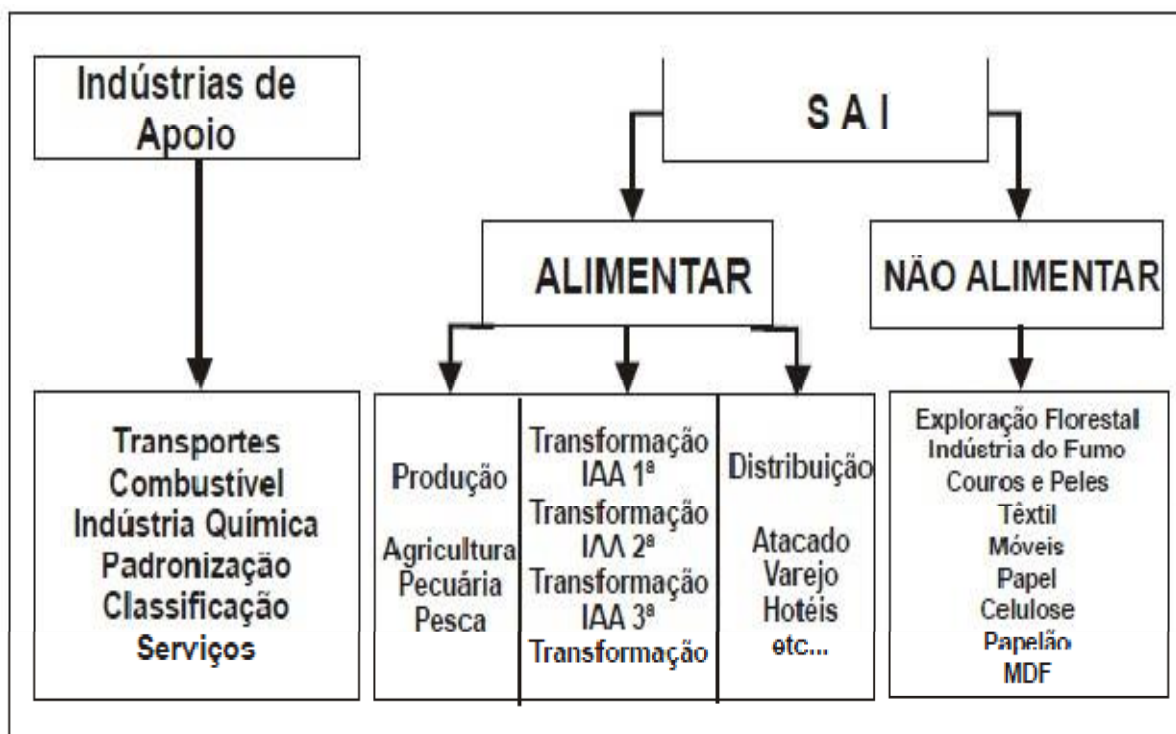 Indústrias de
Apoio
S A I
ALIMENTAR
NÃO ALIMENTAR
Transportes
Combustível
Indústria Química
Padronização
Classificação
Serviços
Produção
Agricultura
Pecuária
Pesca
Transformação
IAA 1ª
Transformação
IAA 2ª
Transformação
IAA 3ª
Transformação
Distribuição
Atacado
Varejo
Hotéis
etc...
Exploração Florestal
Indústria do Fumo
Couros e Peles
Têxtil
Móveis
Papel
Celulose
Papelão
MDF